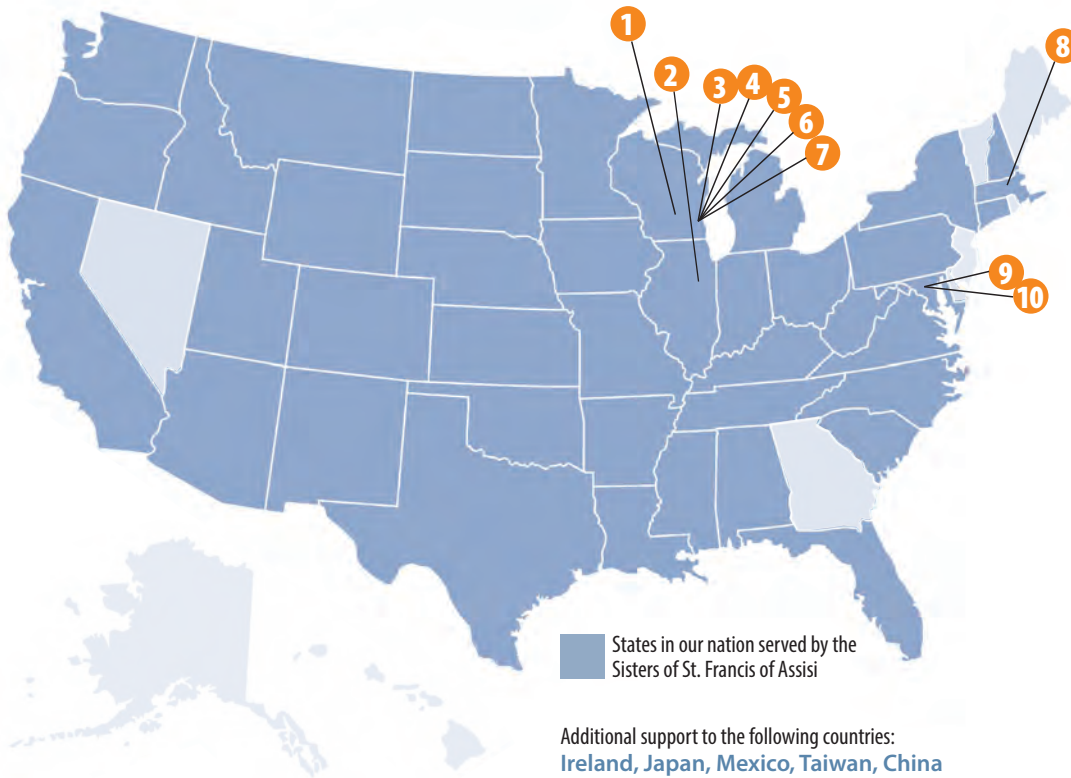 1
2
3
4
5
6
7
8
9
10
States in our nation served by the
Sisters of St. Francis of Assisi
Additional support to the following countries:
Ireland, Japan, Mexico, Taiwan, China